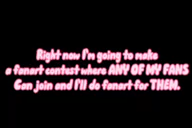 Right now I'm going to make
a fanart contest where ANY OF MY FANS
Can join and I'll do fanart for THEM.